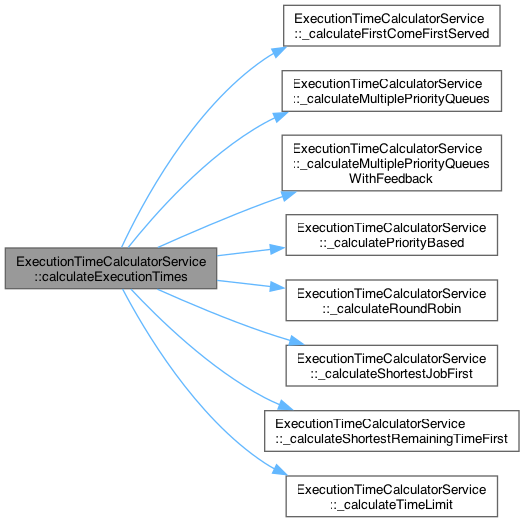 ExecutionTimeCalculatorService
::calculateExecutionTimes
ExecutionTimeCalculatorService
::_calculateFirstComeFirstServed
ExecutionTimeCalculatorService
::_calculateMultiplePriorityQueues
ExecutionTimeCalculatorService
::_calculateMultiplePriorityQueues
WithFeedback
ExecutionTimeCalculatorService
::_calculatePriorityBased
ExecutionTimeCalculatorService
::_calculateRoundRobin
ExecutionTimeCalculatorService
::_calculateShortestJobFirst
ExecutionTimeCalculatorService
::_calculateShortestRemainingTimeFirst
ExecutionTimeCalculatorService
::_calculateTimeLimit